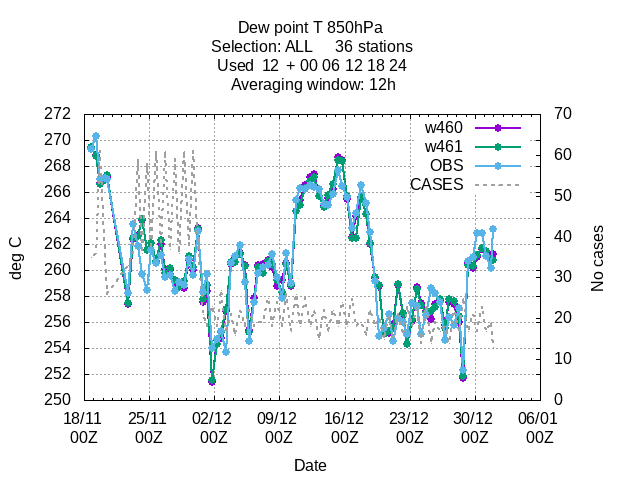 Dew point T 850hPa
Selection: ALL 36 stations
Used 12 + 00 06 12 18 24
Averaging window: 12h
272 70
w460
w461
OBS
CASES
270
268
266
264
262
260
258
256
254
252
250
60
50
40
30
20
10
0
deg C
No cases
18/11 25/11 02/12 09/12 16/12 23/12 30/12 06/01
00Z 00Z 00Z 00Z 00Z 00Z 00Z 00Z
Date